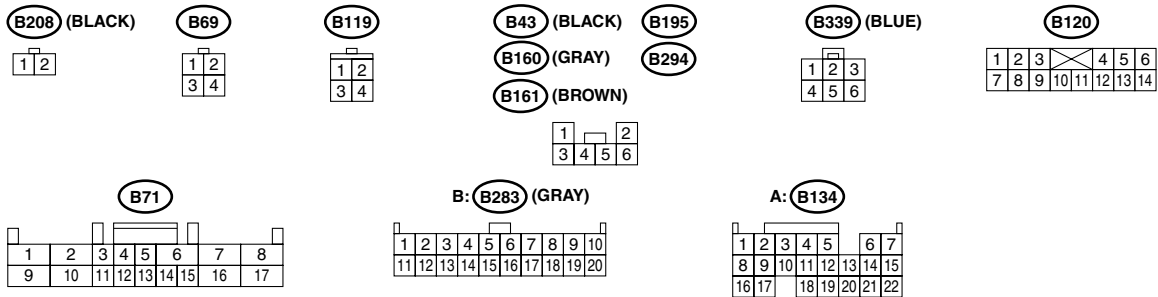 B208 (BLACK) B69 B119 B43 (BLACK) B195 B339 (BLUE) B120
B160 (GRAY) B294
B161 (BROWN)
1 2
1 2
3 4
1 2
3 4
1 2
3 4 5 6
1 2 3
4 5 6
1 2 3 4 5 6
7 8 9 10 11 12 13 14
B71 B: B283 (GRAY) A: B134
1 2 3 4 5 6 7 8
9 10 11 12 13 14 15 16 17
1 2 3 4 5 6 7 8 9 10
11 12 13 14 15 16 17 18 19 20
1 2 3 4 5 6 7
8 9 10 11 12 13 14 15
16 17 18 19 20 21 22